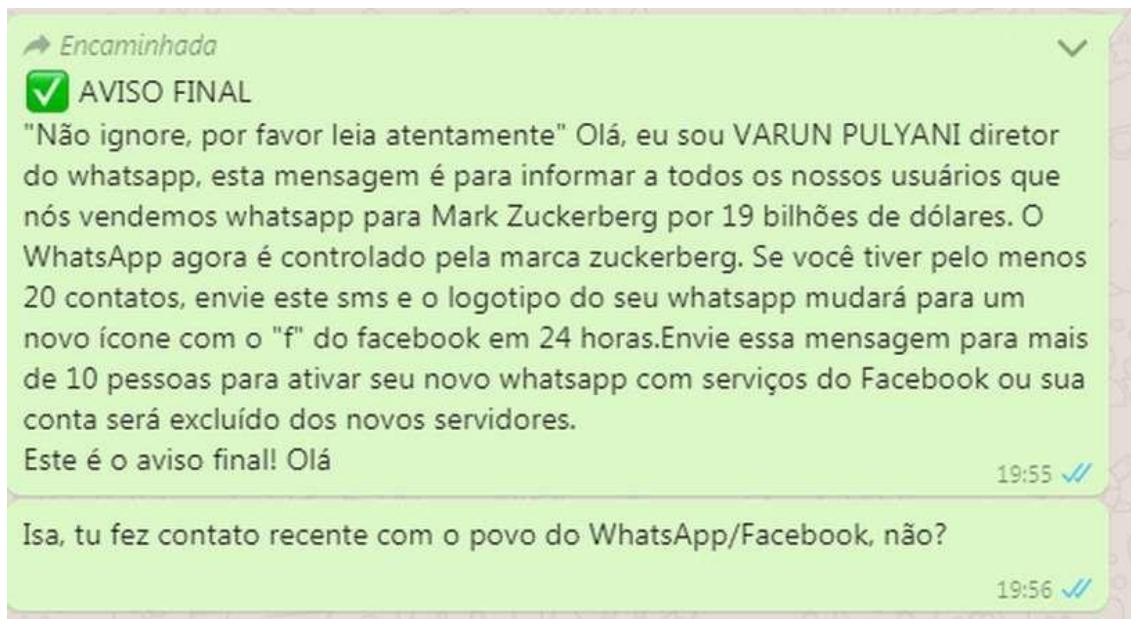 Encaminhada
✅ AVISO FINAL
"Não ignore, por favor leia atentamente" Olá, eu sou VARUN PULYANI diretor
do whatsapp, esta mensagem é para informar a todos os nossos usuários que
nós vendemos whatsapp para Mark Zuckerberg por 19 bilhões de dólares. O
WhatsApp agora é controlado pela marca zuckerberg. Se você tiver pelo menos
20 contatos, envie este sms e o logotipo do seu whatsapp mudará para um
novo ícone com o "f" do facebook em 24 horas.Envie essa mensagem para mais
de 10 pessoas para ativar seu novo whatsapp com serviços do Facebook ou sua
conta será excluído dos novos servidores.
Este é o aviso final! Olá
19:55
Isa, tu fez contato recente com o povo do WhatsApp/Facebook, não?
19:56